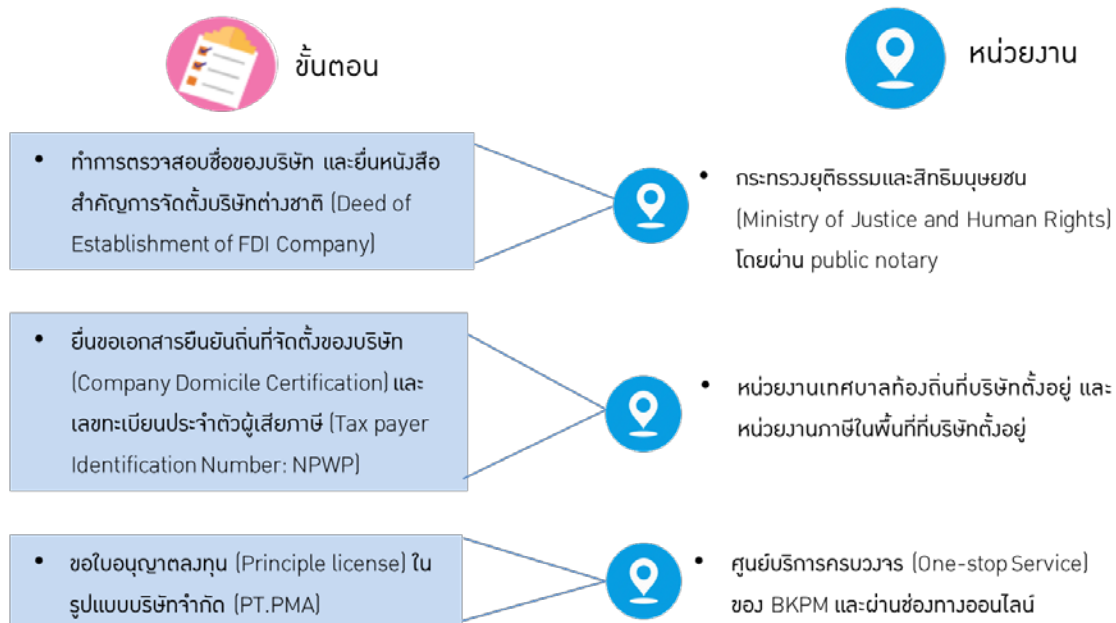 ขั้นตอน
หน่วยงาน
• ทำการตรวจสอบชื่อของบริษัท และยื่นหนังสือ
สำคัญการจัดตั้งบริษัทต่างชาติ (Deed of
Establishment of FDI Company)
• กระทรวงยุติธรรมและสิทธิมนุษยชน
(Ministry of Justice and Human Rights)
โดยผ่าน public notary
• ยื่นขอเอกสารยืนยันถิ่นที่จัดตั้งของบริษัท
(Company Domicile Certification) และ
เลขทะเบียนประจำตัวผู้เสียภาษี (Tax payer
Identification Number: NPWP)
• หน่วยงานเทศบาลท้องถิ่นที่บริษัทตั้งอยู่ และ
หน่วยงานภาษีในพื้นที่ที่บริษัทตั้งอยู่
• ขอใบอนุญาตลงทุน (Principle license) ใน
รูปแบบบริษัทจำกัด (PT.PMA)
• ศูนย์บริการครบวงจร (One-stop Service)
ของ BKPM และผ่านช่องทางออนไลน์